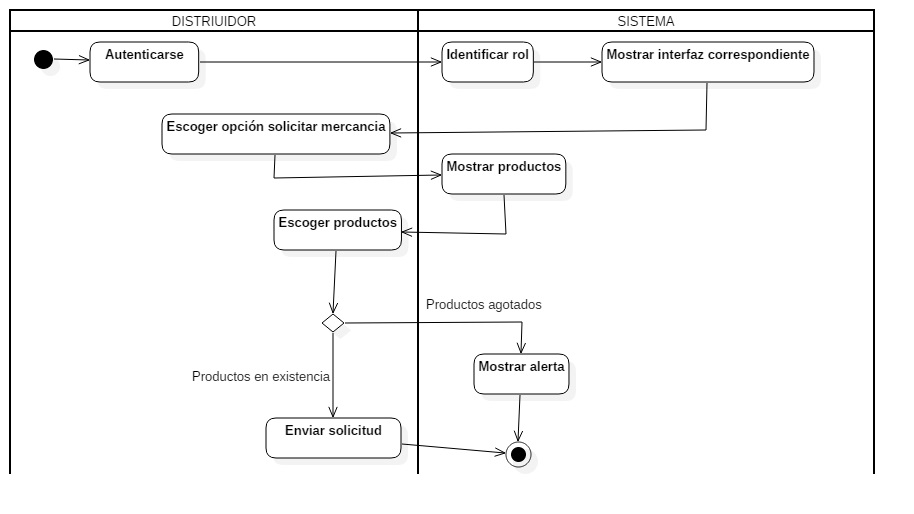 DISTRIUIDOR
SISTEMA
Autenticarse
Identificar rol
Mostrar interfaz correspondiente
Escoger opción solicitar mercancia
Mostrar productos
Escoger productos
Productos agotados
Mostrar alerta
Productos en existencia
Enviar solicitud